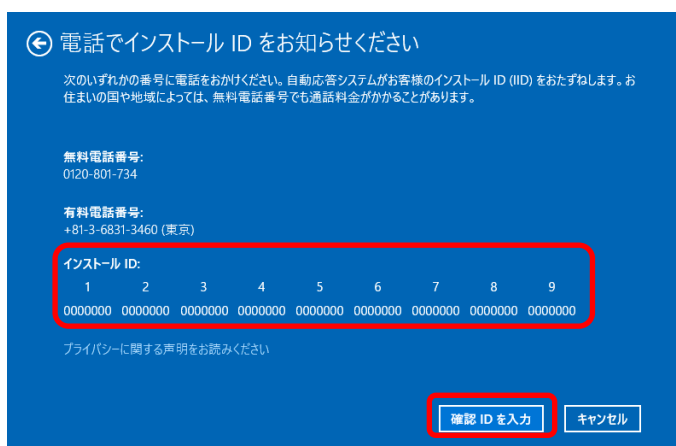 電話でインストール ID をお知らせください
次のいずれかの番号に電話をおかけください。自動応答システムがお客様のインストール ID (IID) をおたずねします。お
住まいの国や地域によっては、無料電話番号でも通話料金がかかることがあります。
無料電話番号:
0120-801-734
有料電話番号:
+81-3-6831-3460 (東京)
インストール ID:
1 2 3 4 5 6 7 8 9
0000000 0000000 0000000 0000000 0000000 0000000 0000000 0000000 0000000
プライバシーに関する声明をお読みください
確認 ID を入力 キャンセル